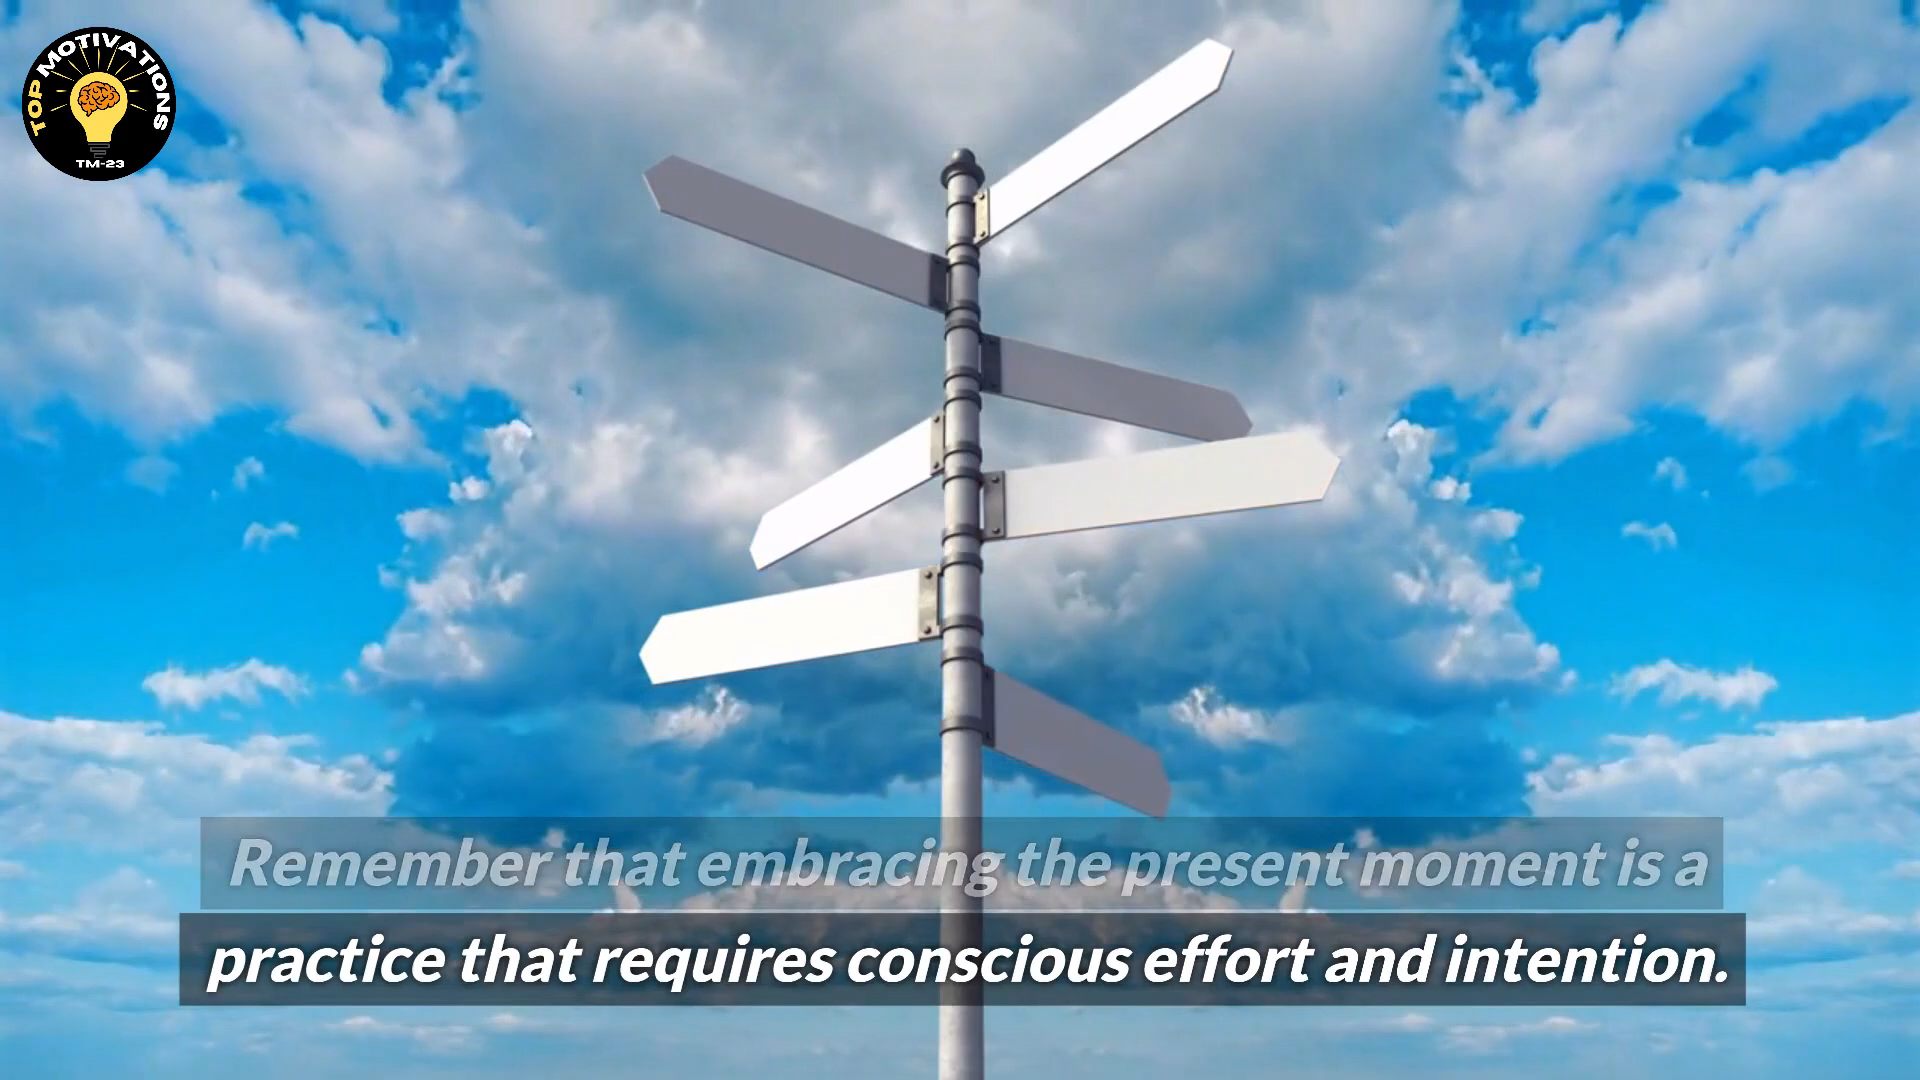 TOP MOTIVATIONS
TM-23
Remember that embracing the present moment is a
practice that requires conscious effort and intention.